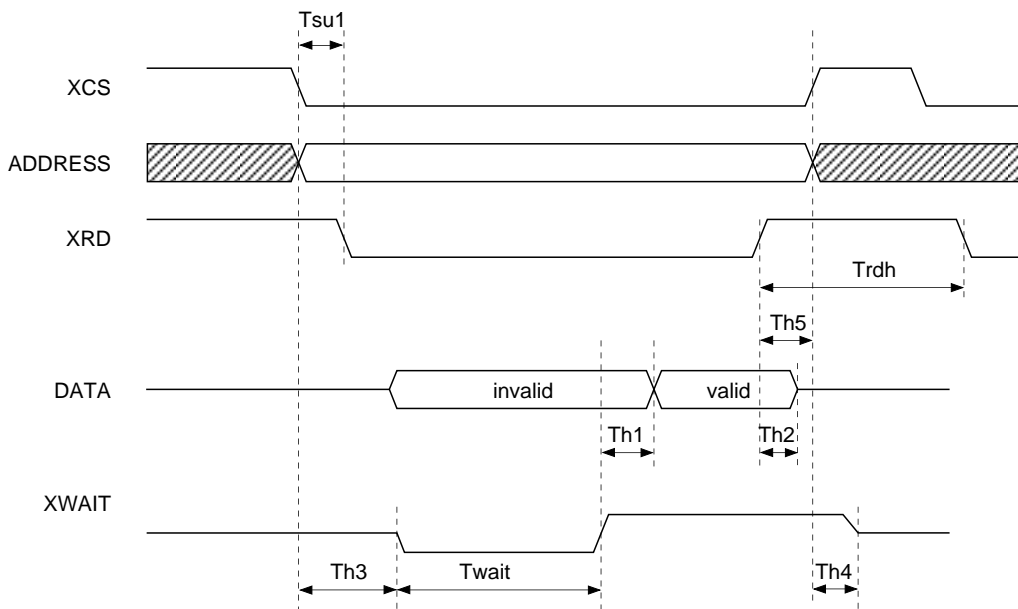 Tsu1
XCS
ADDRESS
XRD
Trdh
Th5
DATA
invalid
valid
Th1
Th2
XWAIT
Th3
Twait
Th4